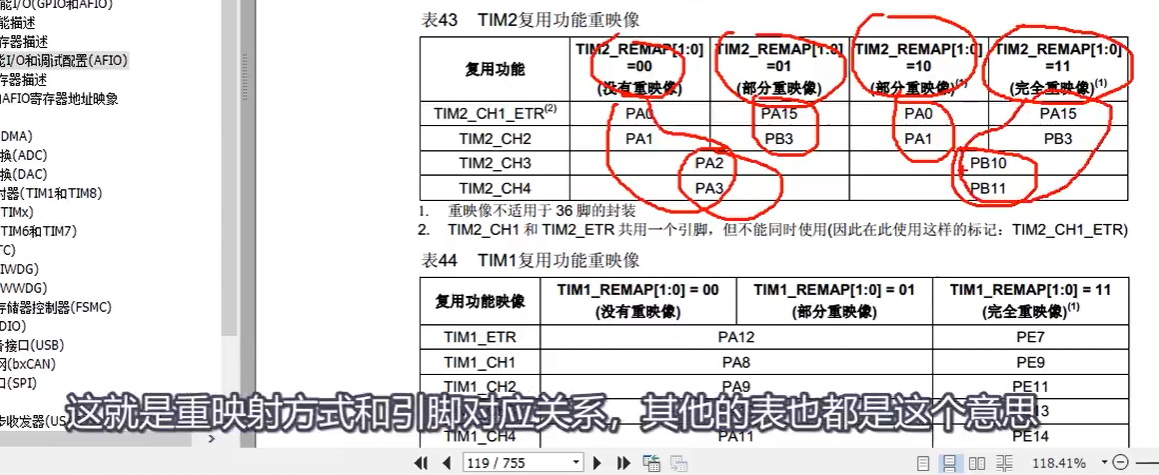 能I/O(GPIO和AFIO)
能描述
存器描述
能I/O和调试配置(AFIO)
存器描述
AFIO寄存器地址映象
DMA)
换(ADC)
换(DAC)
时器(TIM1和TIM8)
TIMx)
TIM6和TIM7)
TC)
IWDG)
WWDG)
存储器控制器(FSMC)
DIO)
备接口(USB)
网(bxCAN)
口(SPI)
步收发器(US
表43 TIM2复用功能重映像
复用功能 TIM2_REMAP[1:0] =00 (没有重映像) TIM2_REMAP[1:0] =01 (部分重映像) TIM2_REMAP[1:0] =10 (部分重映像)(1) TIM2_REMAP[1:0] =11 (完全重映像)(1)
TIM2_CH1_ETR(2) PA0 PA15 PA0 PA15
TIM2_CH2 PA1 PB3 PA1 PB3
TIM2_CH3 PA2 PB10
TIM2_CH4 PA3 PB11
1. 重映像不适用于 36 脚的封装
2. TIM2_CH1 和 TIM2_ETR 共用一个引脚，但不能同时使用(因此在此使用这样的标记：TIM2_CH1_ETR)
表44 TIM1复用功能重映像
复用功能映像 TIM1_REMAP[1:0] = 00 (没有重映像) TIM1_REMAP[1:0] = 01 (部分重映像) TIM1_REMAP[1:0] = 11 (完全重映像)(1)
TIM1_ETR PA12 PE7
TIM1_CH1 PA8 PE9
TIM1_CH2 PA9 PE11
13
TIM1_CH4 PA11 PE14
这就是重映射方式和引脚对应关系，其他的表也都是这个意思
119 / 755
118.41%